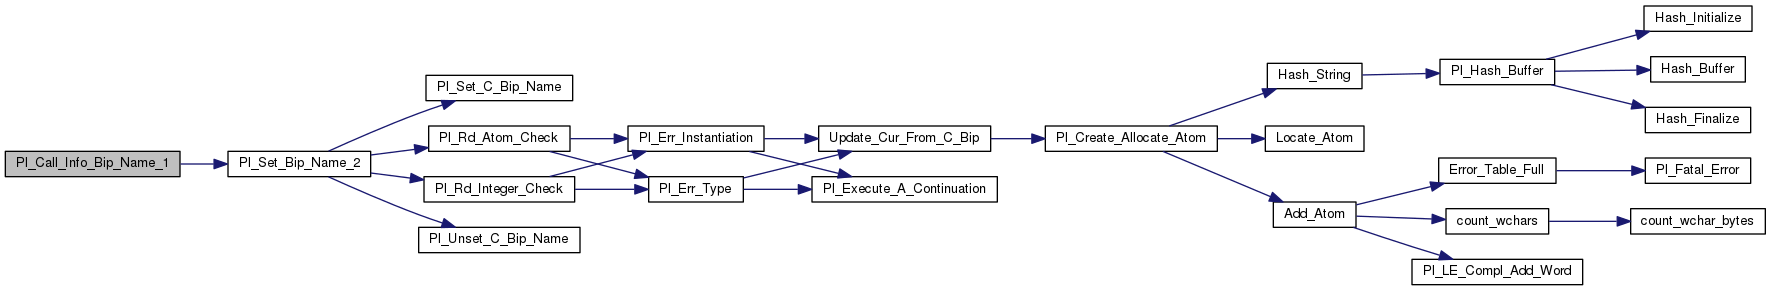 Pl_Call_Info_Bip_Name_1
Pl_Set_Bip_Name_2
Pl_Set_C_Bip_Name
Pl_Rd_Atom_Check
Pl_Rd_Integer_Check
Pl_Unset_C_Bip_Name
Pl_Err_Instantiation
Pl_Err_Type
Update_Cur_From_C_Bip
Pl_Execute_A_Continuation
Pl_Create_Allocate_Atom
Hash_String
Locate_Atom
Add_Atom
Pl_Hash_Buffer
Error_Table_Full
count_wchars
Pl_LE_Compl_Add_Word
Hash_Initialize
Hash_Buffer
Hash_Finalize
Pl_Fatal_Error
count_wchar_bytes